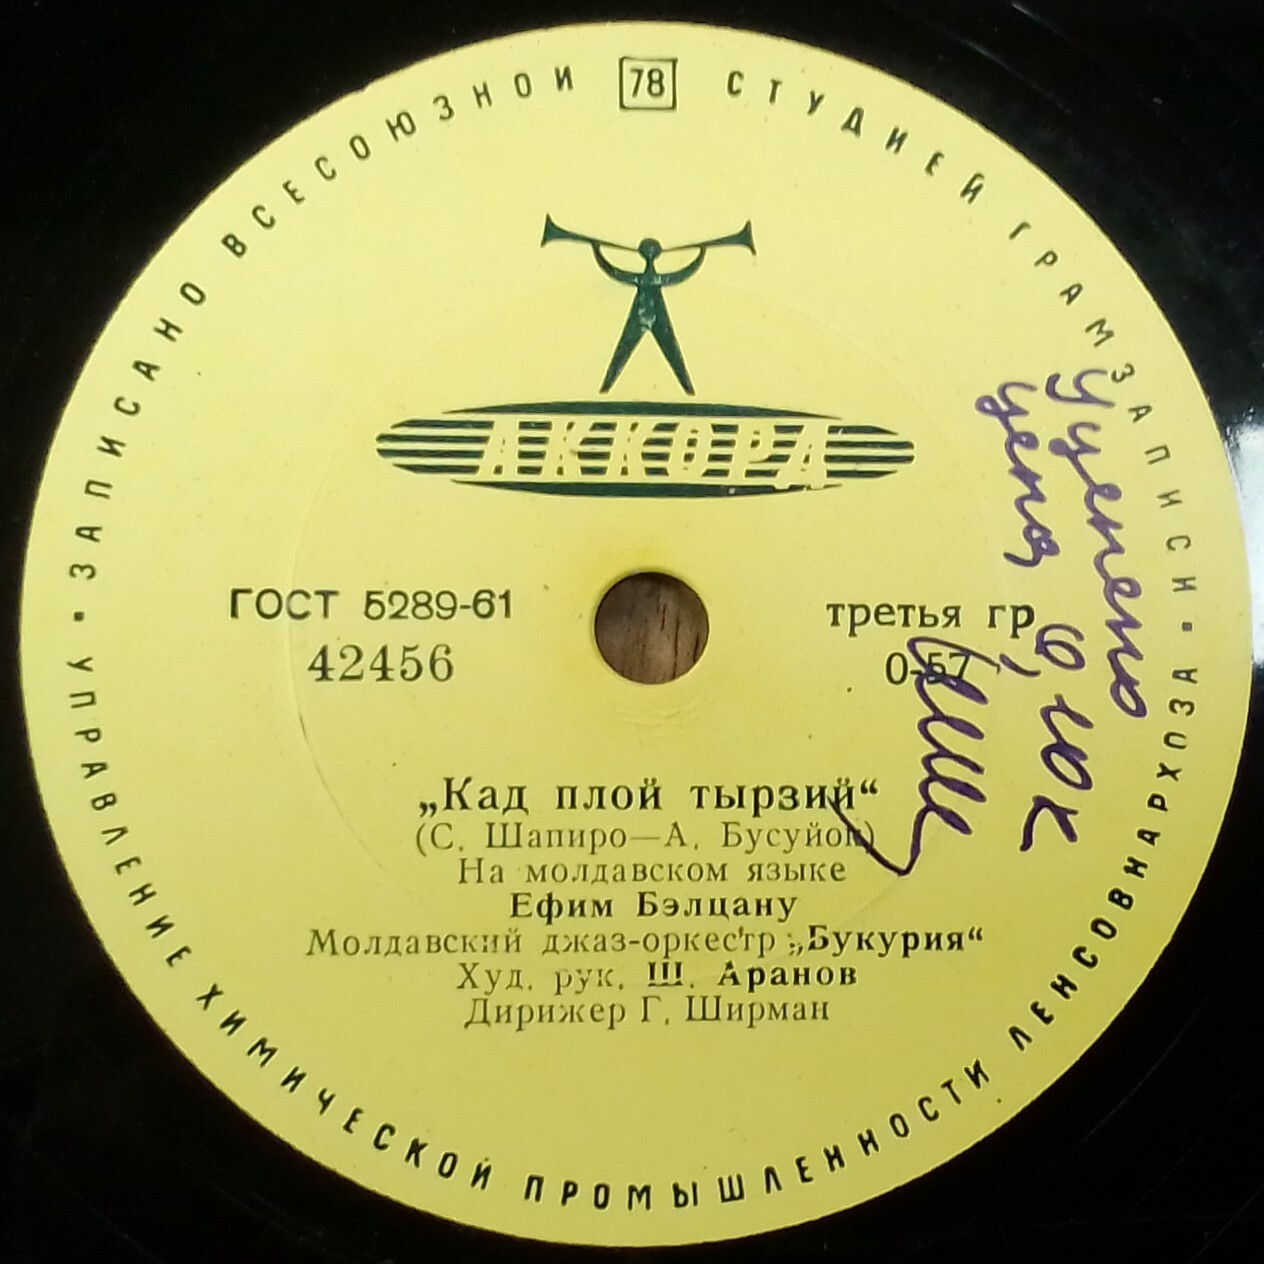 ЗАПИСАНО ВСЕСОЮЗНОЙ 78 СТУДИЕЙ ГРАМЗАПИСИ
АККОРД
ГОСТ 5289-61
42456
третья гр.
0-57
„Кад плой тырзий“
(С. Шапиро—А. Бусуйок)
На молдавском языке
Ефим Бэлцану
Молдавский джаз-оркестр „Букурия“
Худ. рук. Ш. Аранов
Дирижер Г. Ширман
УПРАВЛЕНИЕ ХИМИЧЕСКОЙ ПРОМЫШЛЕННОСТИ ЛЕНСОВНАРХОЗА
Уценено
цена